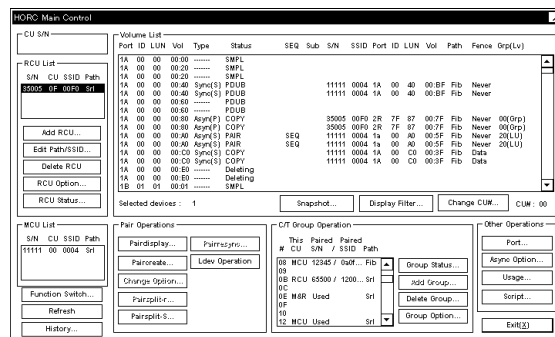 HORC Main Control
CU S/N
RCU List
S/N CU SSID Path
35005 0F 00F0 Srl
Add RCU...
Edit Path/SSID...
Delete RCU
RCU Option...
RCU Status...
Volume List
Port ID LUN Vol Type Status SEQ Sub S/N SSID Port ID LUN Vol Path Fence Grp(Lv)
1A 00 00 00:00 ------- SMPL
1A 00 00 00:20 ------- SMPL
1A 00 00 00:20 ------- SMPL
1A 00 00 00:40 Sync(S) PDUB 11111 0004 1A 00 40 00:BF Fib Never
1A 00 00 00:40 Sync(S) PDUB 11111 0004 1A 00 40 00:BF Fib Never
1A 00 00 00:60 ------- SMPL
1A 00 00 00:60 ------- SMPL
1A 00 00 00:80 Asyn(P) COPY 35005 00F0 2R 7F 87 00:7F Fib Never 00(Grp)
1A 00 00 00:80 Asyn(P) COPY 35005 00F0 2R 7F 87 00:7F Fib Never 00(Grp)
1A 00 00 00:A0 Asyn(S) PAIR SEQ 11111 0004 1a 00 A0 00:5F Fib Never 20(LU)
1A 00 00 00:A0 Asyn(S) PAIR SEQ 11111 0004 1a 00 A0 00:5F Fib Never 20(LU)
1A 00 00 00:C0 Sync(S) COPY 11111 0004 1A 00 C0 00:3F Fib Data
1A 00 00 00:C0 Sync(S) COPY 11111 0004 1A 00 C0 00:3F Fib Data
1A 00 00 00:E0 ------- Deleting
1A 00 00 00:E0 ------- Deleting
1B 01 01 00:01 ------- SMPL
Selected devices : 1
Snapshot...
Display Filter...
Change CU#...
CU# : 00
MCU List
S/N CU SSID Path
11111 00 0004 Srl
Function Switch...
Refresh
History...
Pair Operations
Pairdisplay...
Pairresync...
Paircreate...
Ldev Operation
Change Option...
Pairsplit-r...
Pairsplit-S...
C/T Group Operation
This Paired Paired
# CU S/N / SSID Path
08 MCU 12345 / 0a0f... Fib
09
0B RCU 65500 / 1200... Srl
0C
0E M&R Used Srl
0F
10
12 MCU Used Srl
Group Status...
Add Group...
Delete Group...
Group Option...
Other Operations
Port...
Async Option...
Usage...
Script...
Exit(X)